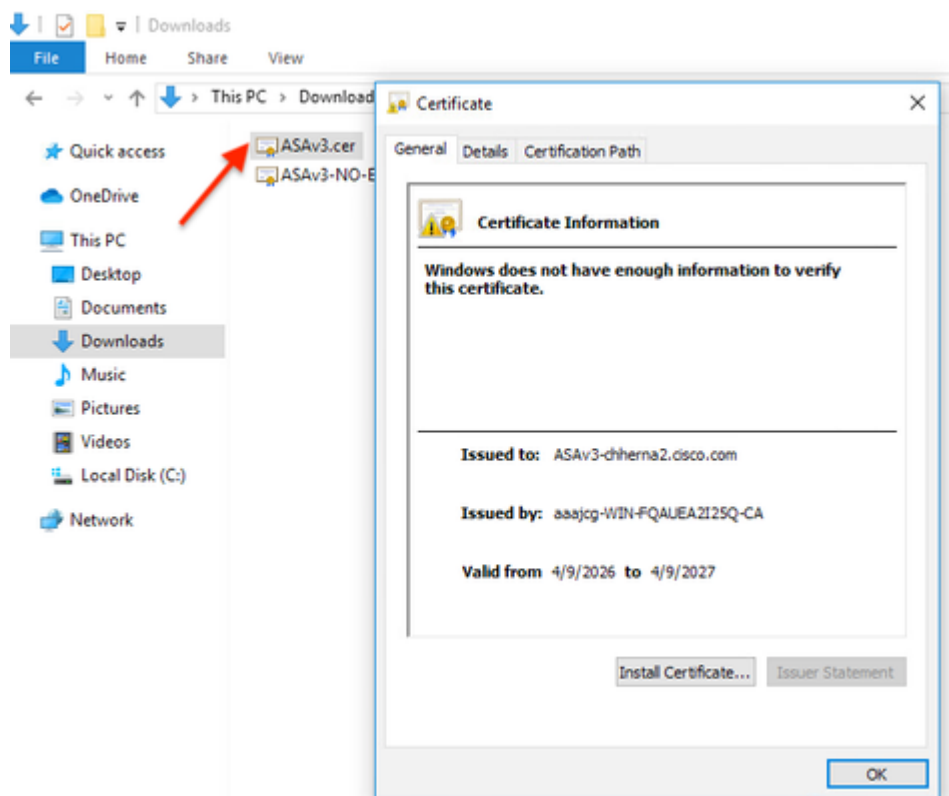 Downloads
File Home Share View
This PC > Download
Certificate
General Details Certification Path
Quick access
OneDrive
This PC
Desktop
Documents
Downloads
Music
Pictures
Videos
Local Disk (C:)
Network
ASAv3.cer
ASAv3-NO-E
Certificate Information
Windows does not have enough information to verify
this certificate.
Issued to: ASAv3-chherna2.cisco.com
Issued by: aaajcg-WIN-FQAUEA2I2SQ-CA
Valid from 4/9/2026 to 4/9/2027
Install Certificate... Issuer Statement
OK